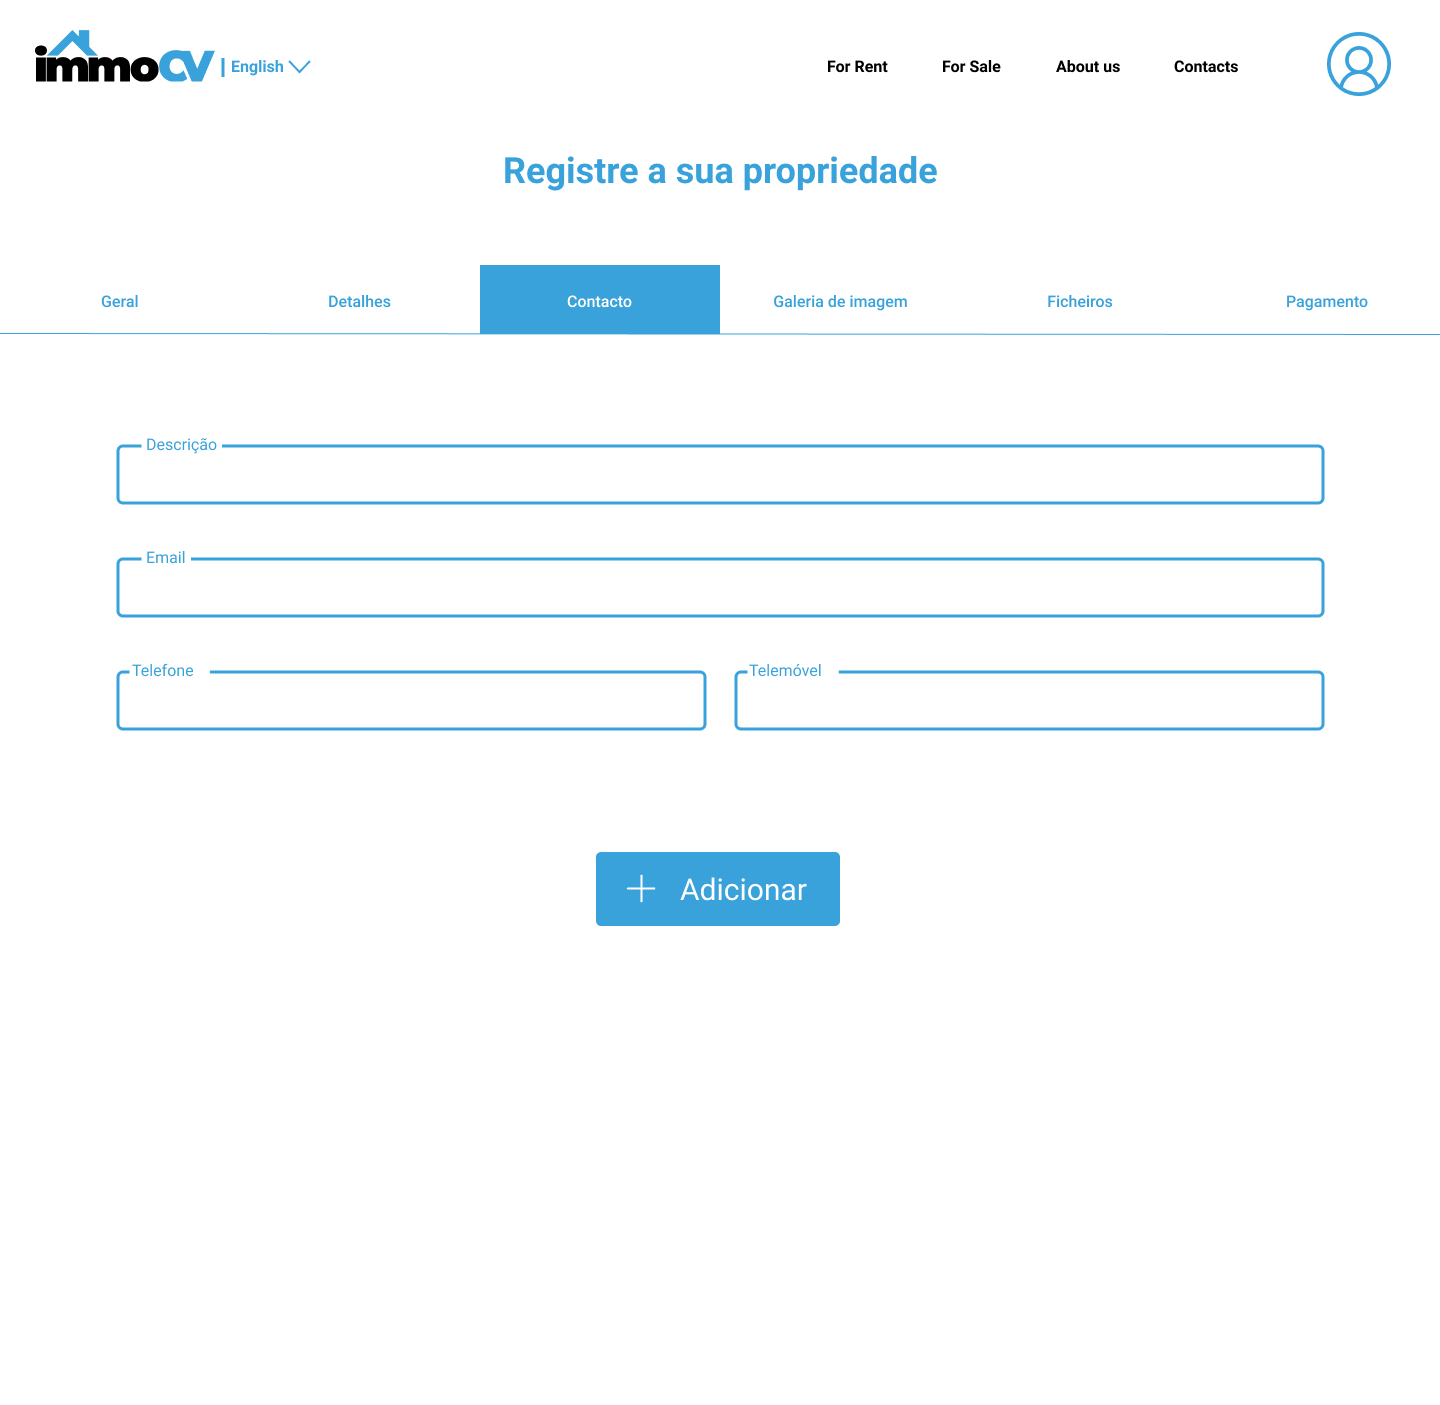 immoCV
English
For Rent
For Sale
About us
Contacts
Registre a sua propriedade
Geral
Detalhes
Contacto
Galeria de imagem
Ficheiros
Pagamento
Descrição
Email
Telefone
Telemóvel
Adicionar